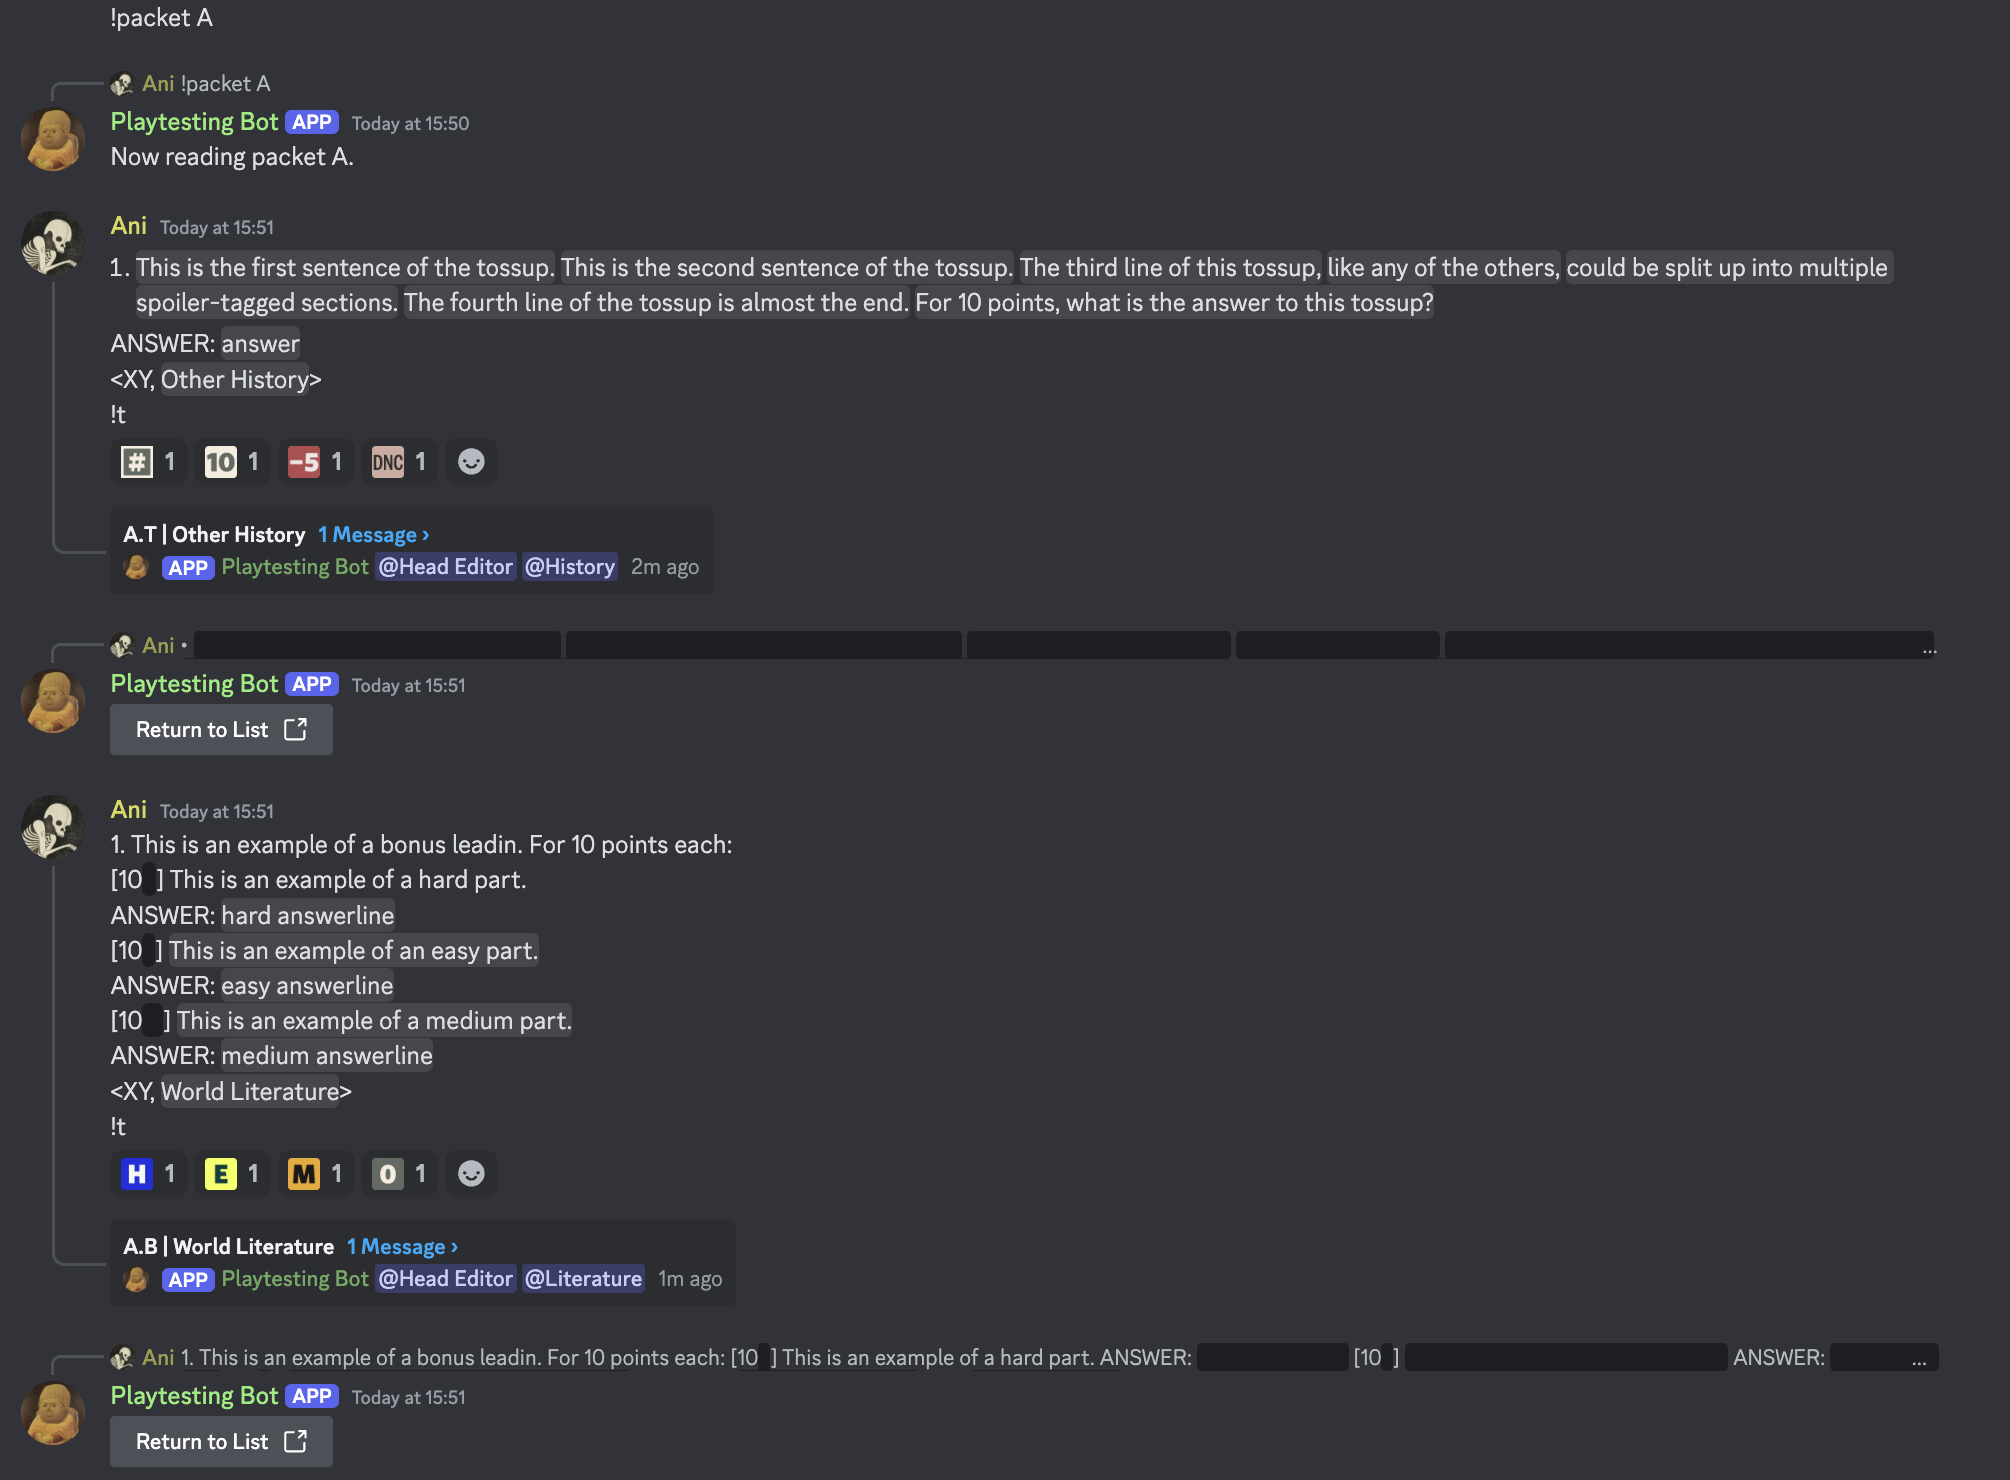 !packet A
Ani !packet A
Playtesting Bot APP Today at 15:50
Now reading packet A.
Ani Today at 15:51
1. This is the first sentence of the tossup. This is the second sentence of the tossup. The third line of this tossup, like any of the others, could be split up into multiple
spoiler-tagged sections. The fourth line of the tossup is almost the end. For 10 points, what is the answer to this tossup?
ANSWER: answer
<XY, Other History>
!t
# 1 10 1 -5 1 DNC 1
A.T | Other History 1 Message ›
APP Playtesting Bot @Head Editor @History 2m ago
Ani • ...
Playtesting Bot APP Today at 15:51
Return to List
Ani Today at 15:51
1. This is an example of a bonus leadin. For 10 points each:
[10 ] This is an example of a hard part.
ANSWER: hard answerline
[10 ] This is an example of an easy part.
ANSWER: easy answerline
[10 ] This is an example of a medium part.
ANSWER: medium answerline
<XY, World Literature>
!t
H 1 E 1 M 1 0 1
A.B | World Literature 1 Message ›
APP Playtesting Bot @Head Editor @Literature 1m ago
Ani 1. This is an example of a bonus leadin. For 10 points each: [10 ] This is an example of a hard part. ANSWER: [10 ] ANSWER: ...
Playtesting Bot APP Today at 15:51
Return to List